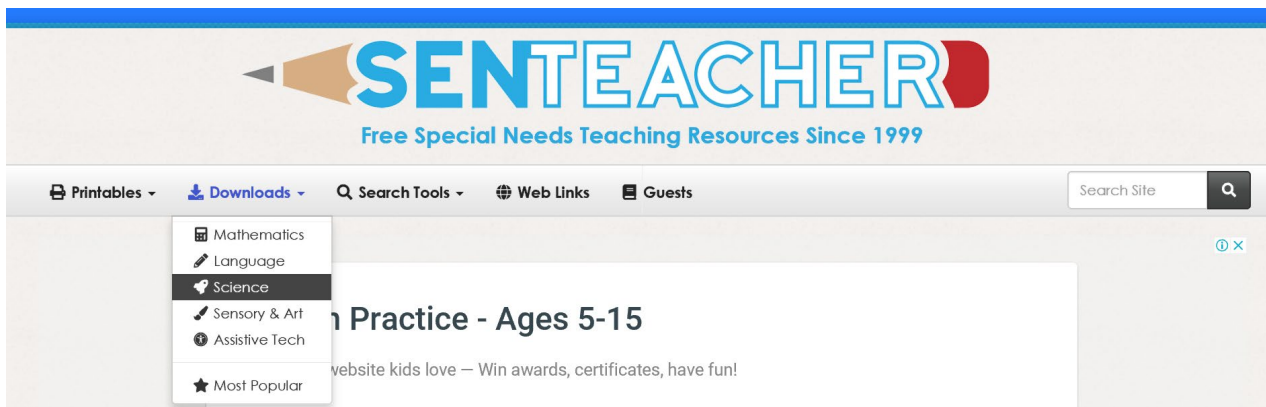 SENTEACHER
Free Special Needs Teaching Resources Since 1999
Printables Downloads Search Tools Web Links Guests Search Site
Mathematics
Language
Science
Sensory & Art
Assistive Tech
Most Popular
Practice - Ages 5-15
website kids love — Win awards, certificates, have fun!